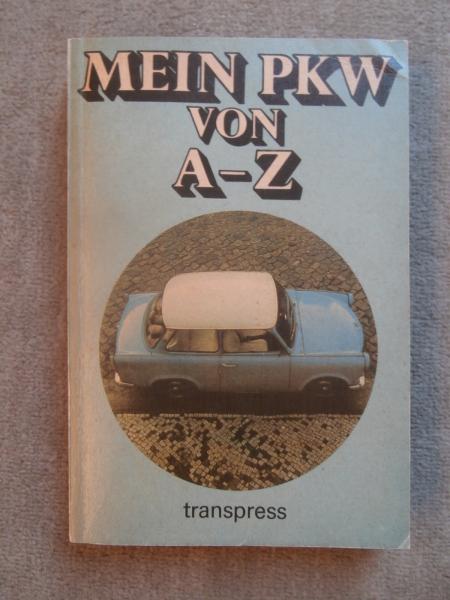 MEIN PKW
VON
A–Z
transpress